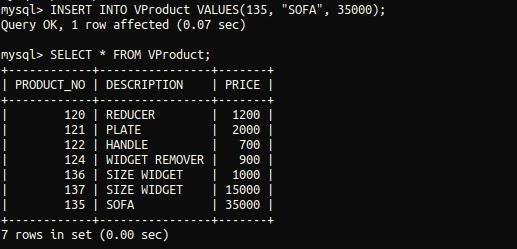 mysql> INSERT INTO VProduct VALUES(135, "SOFA", 35000);
Query OK, 1 row affected (0.07 sec)

mysql> SELECT * FROM VProduct;
+------------+----------------+-------+
| PRODUCT_NO | DESCRIPTION    | PRICE |
+------------+----------------+-------+
|        120 | REDUCER        |  1200 |
|        121 | PLATE          |  2000 |
|        122 | HANDLE         |   700 |
|        124 | WIDGET REMOVER |   900 |
|        136 | SIZE WIDGET    |  1000 |
|        137 | SIZE WIDGET    | 15000 |
|        135 | SOFA           | 35000 |
+------------+----------------+-------+
7 rows in set (0.00 sec)